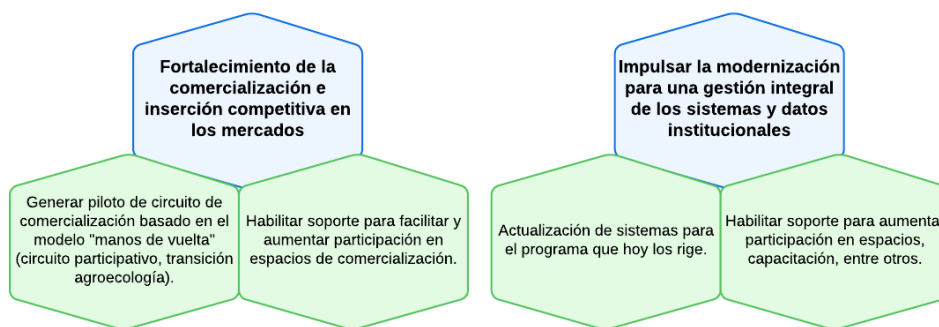 Fortalecimiento de la
comercialización e
inserción competitiva en
los mercados
Generar piloto de circuito de
comercialización basado en el
modelo "manos de vuelta"
(circuito participativo, transición
agroecología).
Habilitar soporte para facilitar y
aumentar participación en
espacios de comercialización.
Impulsar la modernización
para una gestión integral
de los sistemas y datos
institucionales
Actualización de sistemas para
el programa que hoy los rige.
Habilitar soporte para aumenta
participación en espacios,
capacitación, entre otros.